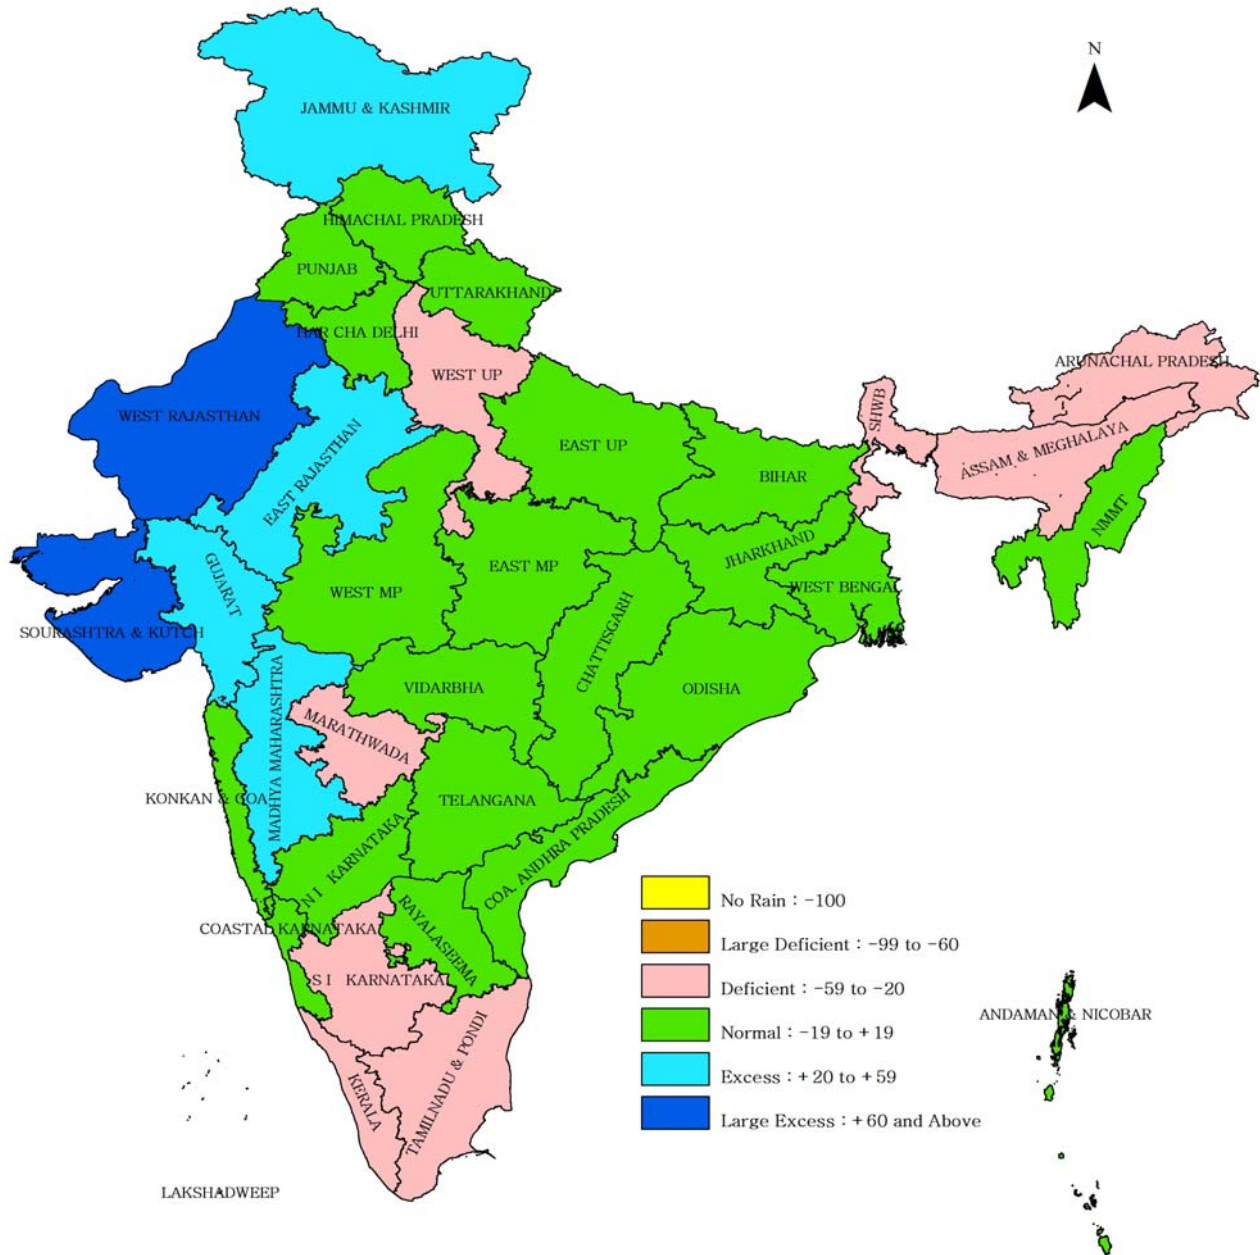 N
JAMMU & KASHMIR
HIMACHAL PRADESH
PUNJAB
UTTARAKHAND
HAR CHA DELHI
ARUNACHAL PRADESH
WEST UP
WEST RAJASTHAN
SHWB
EAST UP
ASSAM & MEGHALAYA
EAST RAJASTHAN
BIHAR
NMMT
JHARKHAND
EAST MP
GUJARAT
WEST MP
WEST BENGAL
SOURASHTRA & KUTCH
CHATTISGARH
MADHYA MAHARASHTRA
VIDARBHA
ODISHA
MARATHWADA
KONKAN & GOA
TELANGANA
COA. ANDHRA PRADESH
N I KARNATAKA
RAYALASEEMA
COASTAL KARNATAKA
S I KARNATAKA
TAMILNADU & PONDI
KERALA
ANDAMAN & NICOBAR
LAKSHADWEEP
No Rain : -100
Large Deficient : -99 to -60
Deficient : -59 to -20
Normal : -19 to +19
Excess : +20 to +59
Large Excess : +60 and Above